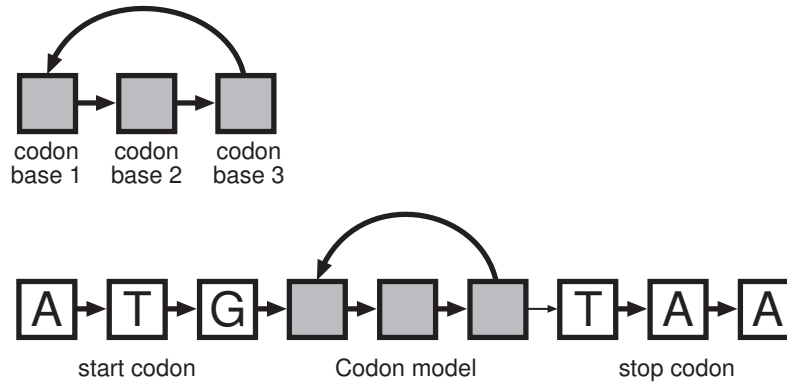 codon codon codon
base 1 base 2 base 3
A T G T A A
start codon Codon model stop codon